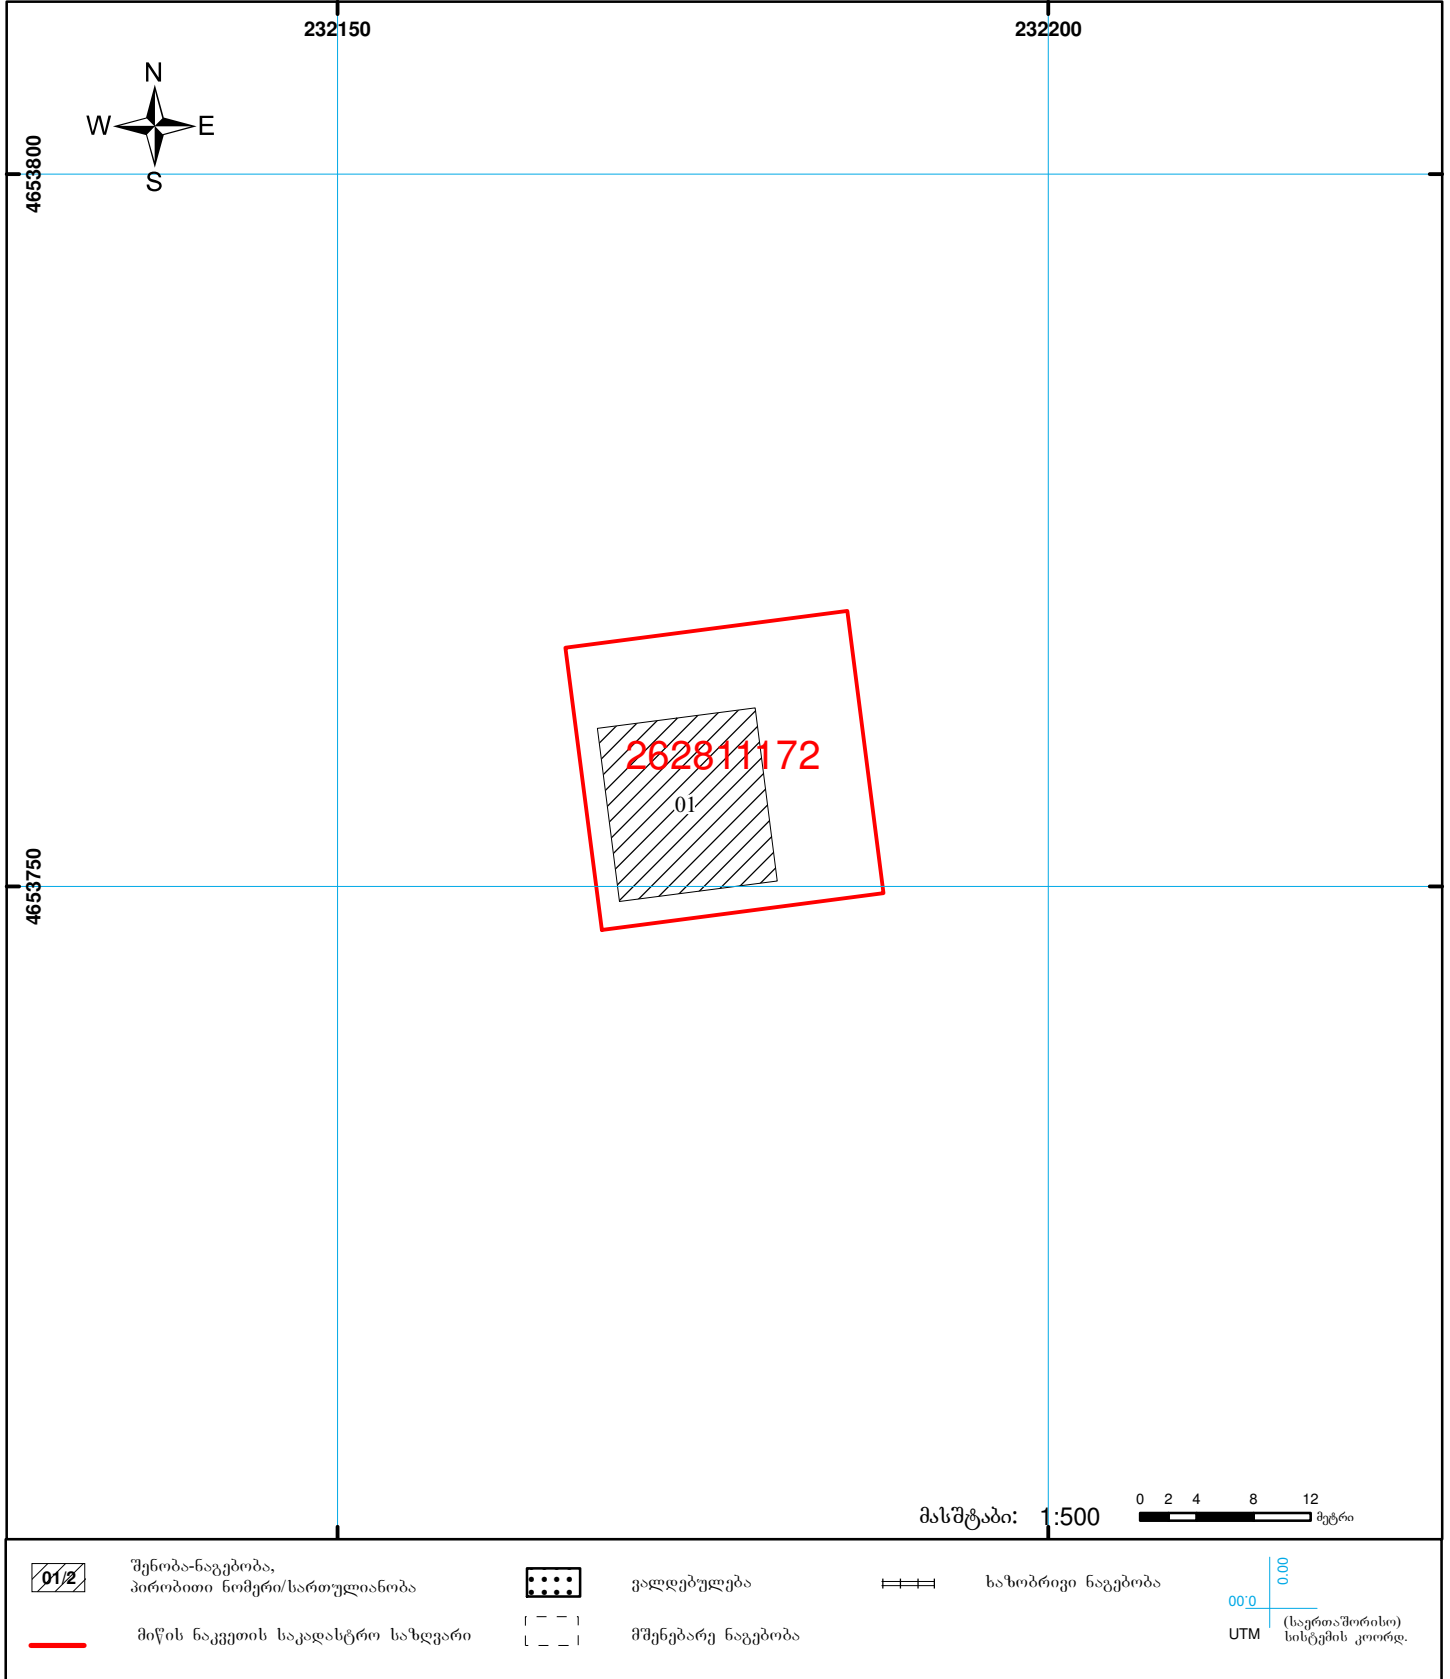 232150
232200
N
W
E
S
4653800
262811172
01
4653750
მასშტაბი: 1:500
0 2 4 8 12
მეტრი
01/2
შენობა-ნაგებობა,
პირობითი ნომერი/სართულიანობა
ვალდებულება
ხაზობრივი ნაგებობა
მიწის ნაკვეთის საკადასტრო საზღვარი
მშენებარე ნაგებობა
0.00
0.00
UTM
(საერთაშორისო)
სისტემის კოორდ.